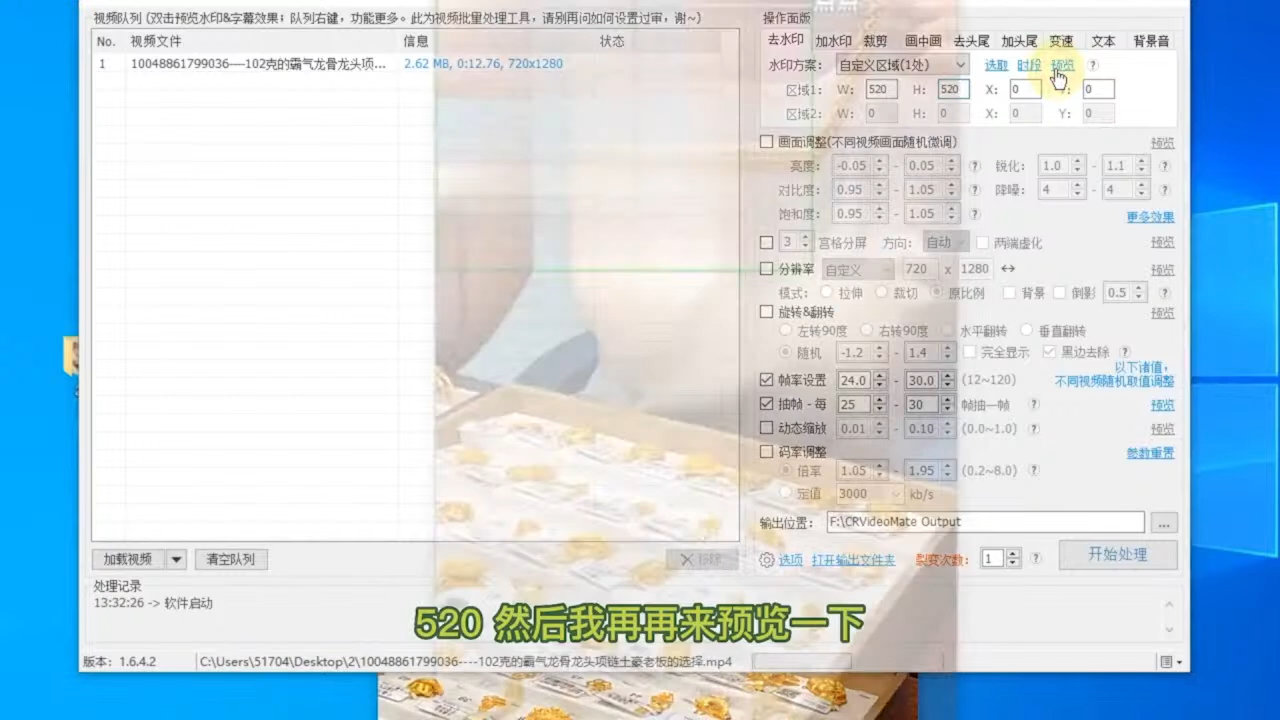 视频队列 (双击预览水印&字幕效果；队列右键，功能更多。此为视频批量处理工具，请别再问如何设置过审，谢~)
操作面版
No. 视频文件 信息 状态
1 10048861799036----102克的霸气龙骨龙头项... 2.62 MB, 0:12.76, 720x1280
去水印 加水印 裁剪 画中画 去头尾 加头尾 变速 文本 背景音
水印方案： 自定义区域(1处) 选取 时段 预览 ?
区域1： W: 520 H: 520 X: 0 Y: 0
区域2： W: 0 H: 0 X: 0 Y: 0
画面调整(不同视频画面随机微调) 预览
亮度： -0.05 - 0.05 ? 锐化： 1.0 - 1.1 ?
对比度： 0.95 - 1.05 ? 降噪： 4 - 4 ?
饱和度： 0.95 - 1.05 ? 更多效果
3 宫格分屏 方向： 自动 两端虚化 预览
分辨率 自定义 720 x 1280 ↔ 预览
模式： 拉伸 裁切 原比例 背景 倒影 0.5 ?
旋转&翻转 预览
左转90度 右转90度 水平翻转 垂直翻转
随机 -1.2 - 1.4 完全显示 黑边去除 ?
以下诸值，
不同视频随机取值调整
帧率设置 24.0 - 30.0 (12~120)
抽帧 - 每 25 - 30 帧抽一帧 ? 预览
动态缩放 0.01 - 0.10 (0.0~1.0) ? 预览
码率调整 参数重置
倍率 1.05 - 1.95 (0.2~8.0) ?
定值 3000 kb/s
输出位置： F:\CRVideoMate Output ...
加载视频 清空队列 移除
选项 打开输出文件夹 裂变次数： 1 ? 开始处理
处理记录
13:32:26 -> 软件启动
520 然后我再再来预览一下
版本： 1.6.4.2 C:\Users\51704\Desktop\2\10048861799036----102克的霸气龙骨龙头项链土豪老板的选择.mp4